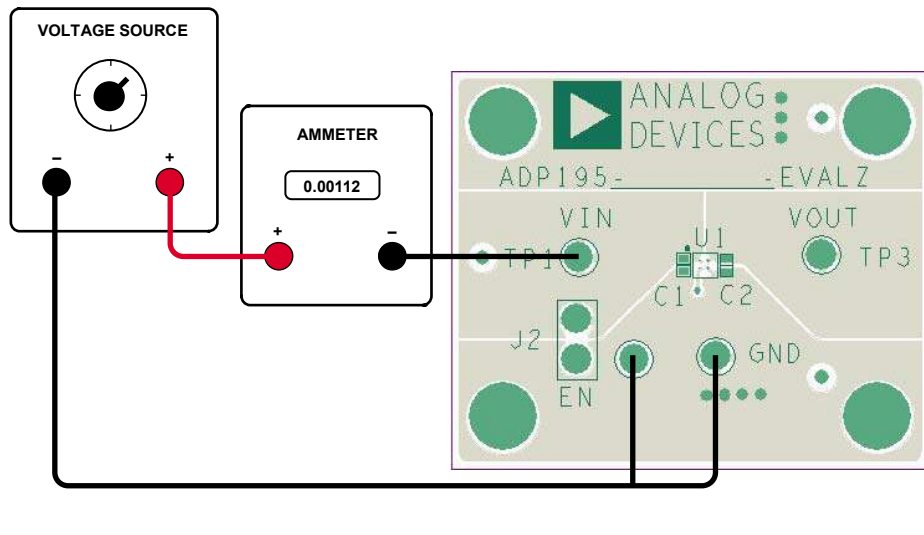 VOLTAGE SOURCE
– +
AMMETER
0.00112
+ –
ANALOG
DEVICES
ADP195-________-EVALZ
VIN
VOUT
U1
TP1
TP3
C1 C2
J2
GND
EN